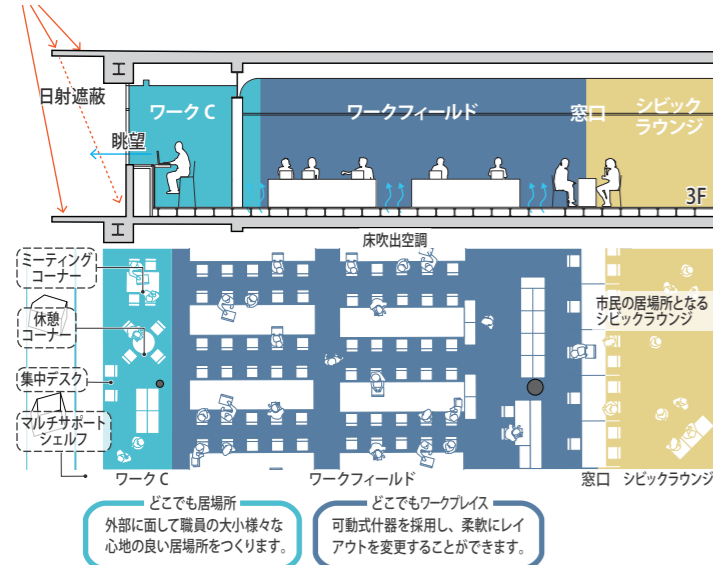 日射遮蔽
眺望
ワーク C
ワークフィールド
窓口
シビック
ラウンジ
3F
床吹出空調
ミーティング
コーナー
休憩
コーナー
集中デスク
マルチサポート
シェルフ
市民の居場所となる
シビックラウンジ
ワーク C
ワークフィールド
窓口
シビックラウンジ
どこでも居場所
外部に面して職員の大小様々な
心地の良い居場所をつくります。
どこでもワークプレイス
可動式什器を採用し、柔軟にレイ
アウトを変更することができます。